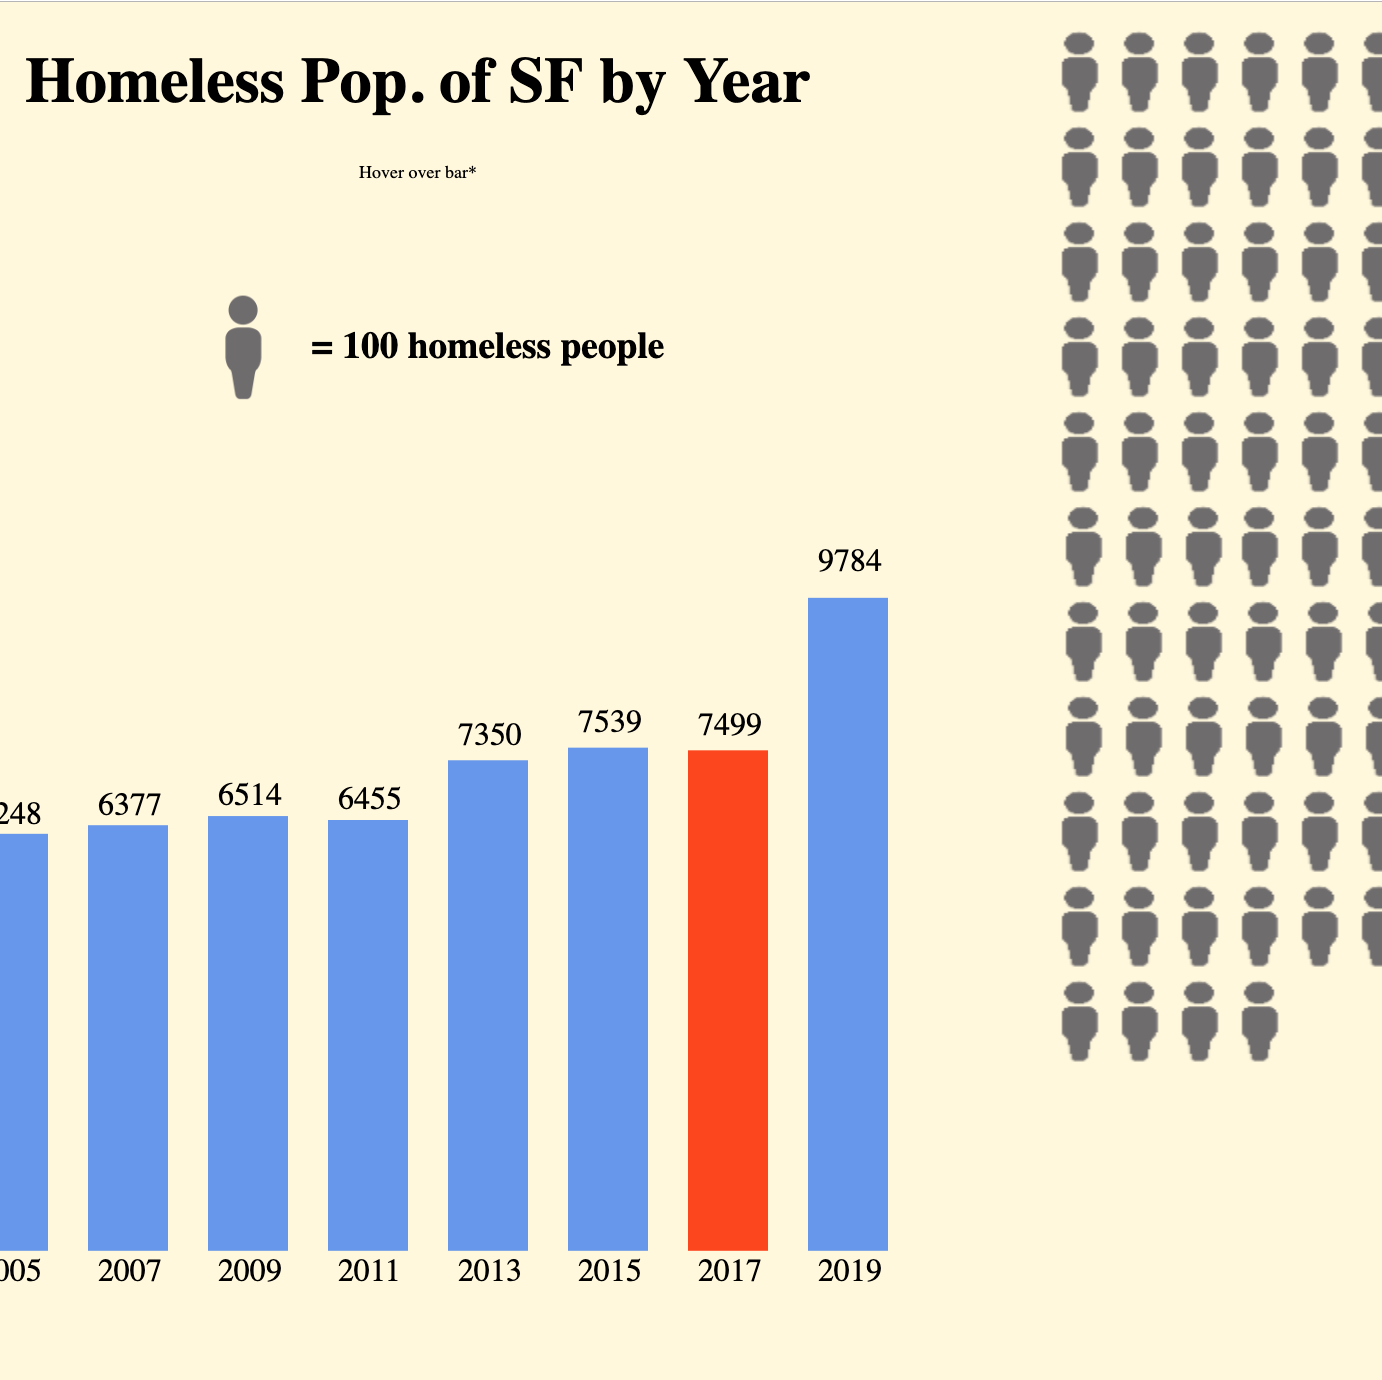 Homeless Pop. of SF by Year
Hover over bar*
= 100 homeless people
9784
7350 7539 7499
248 6377 6514 6455
005 2007 2009 2011 2013 2015 2017 2019